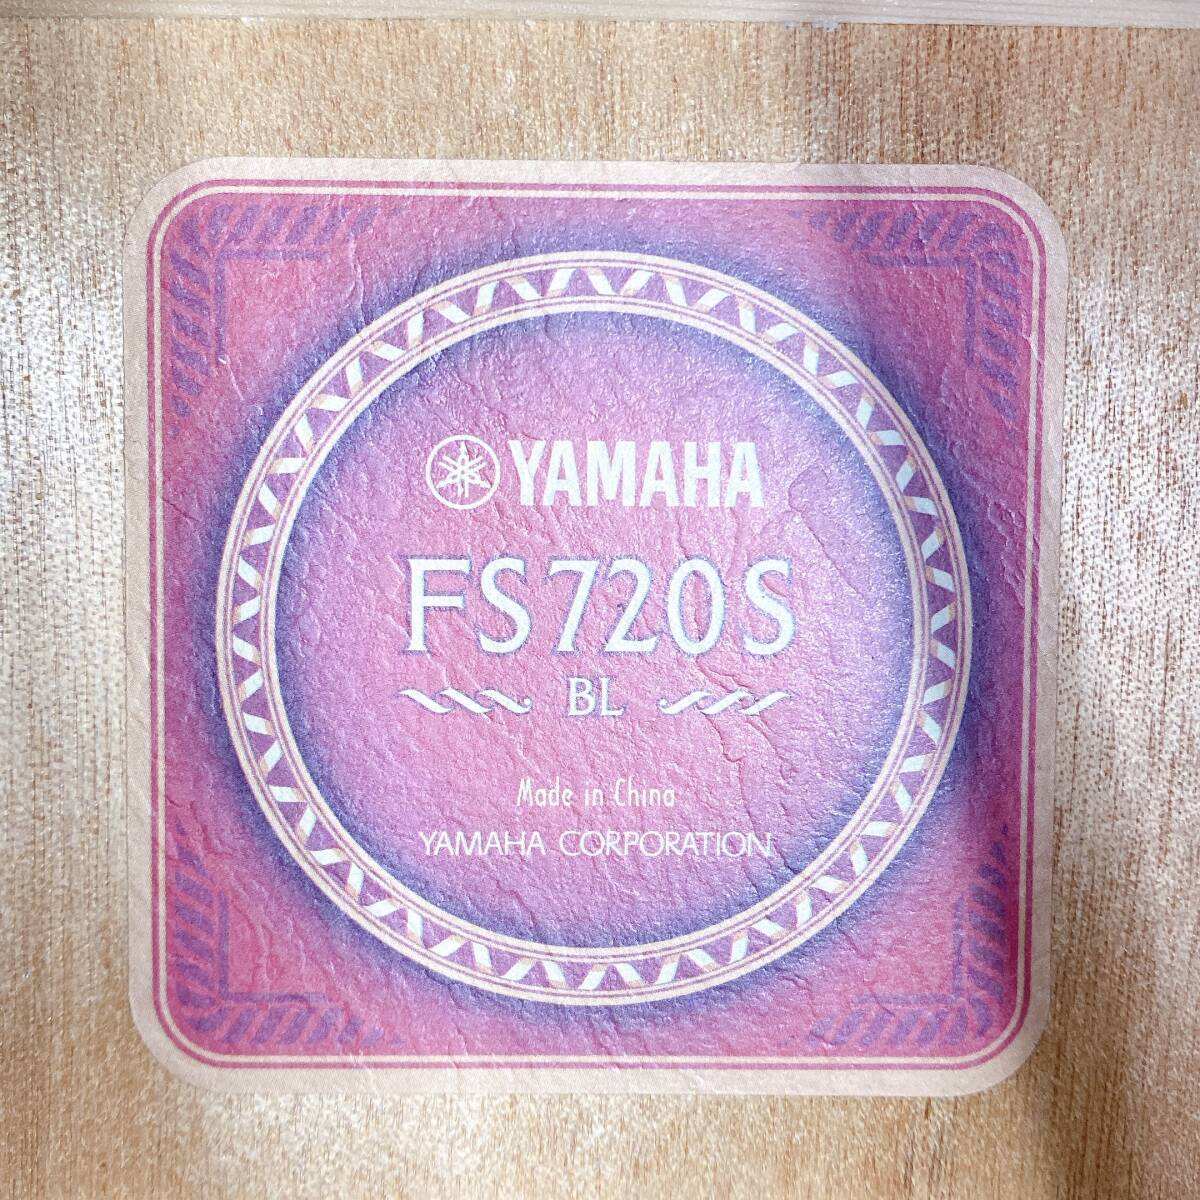 YAMAHA
FS720S
BL
Made in China
YAMAHA CORPORATION